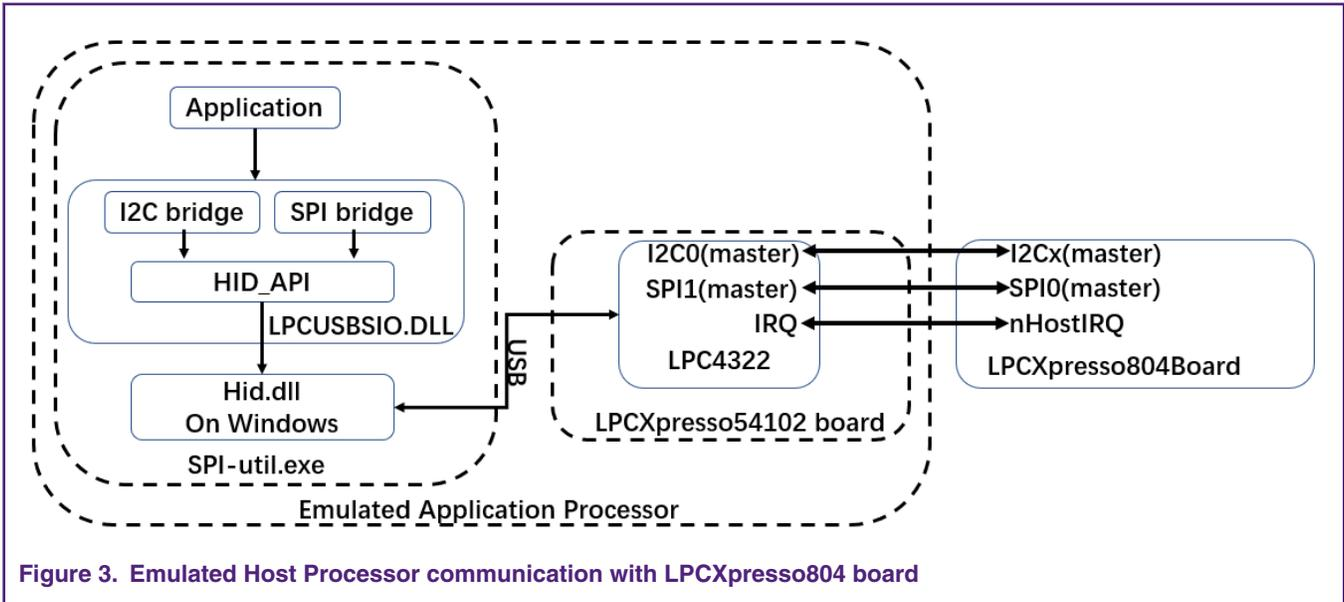 Application
I2C bridge
SPI bridge
HID_API
LPCUSBSIO.DLL
Hid.dll
On Windows
SPI-util.exe
USB
I2C0(master)
SPI1(master)
IRQ
LPC4322
LPCXpresso54102 board
I2Cx(master)
SPI0(master)
nHostIRQ
LPCXpresso804Board
Emulated Application Processor
Figure 3. Emulated Host Processor communication with LPCXpresso804 board